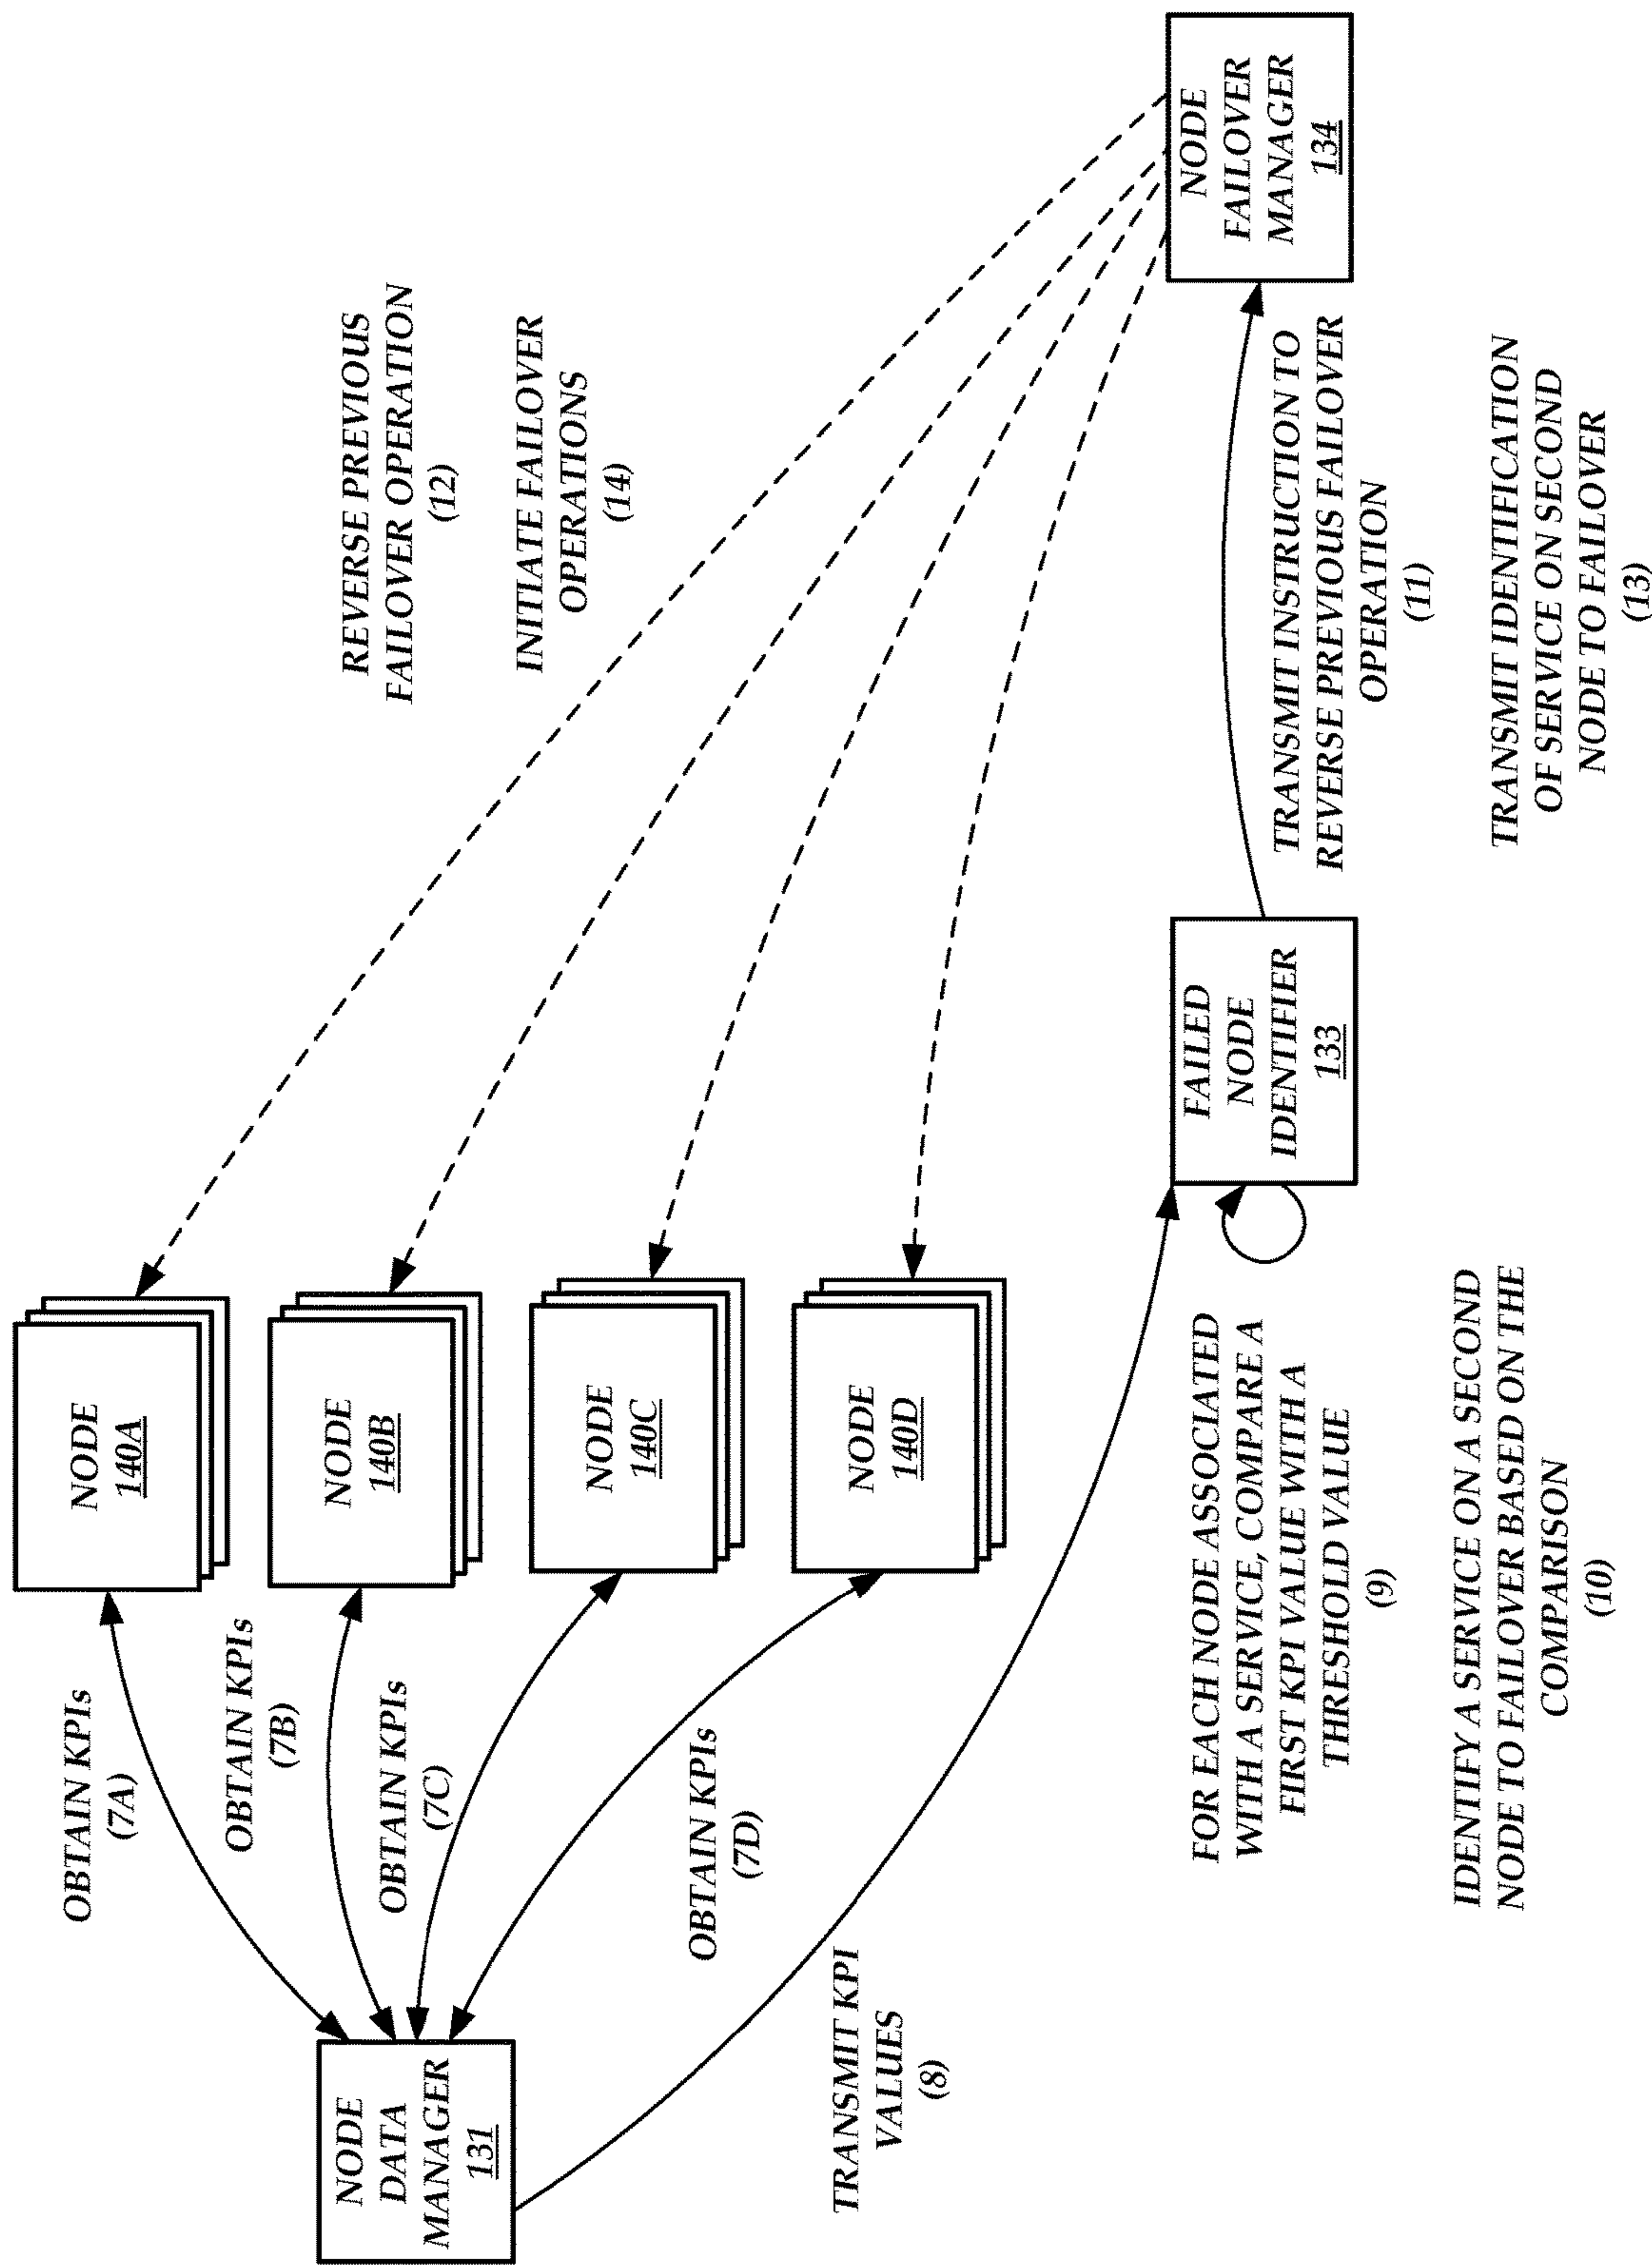 NODE
DATA
MANAGER
131
OBTAIN KPIs
(7A)
OBTAIN KPIs
(7B)
OBTAIN KPIs
(7C)
OBTAIN KPIs
(7D)
NODE
140A
NODE
140B
NODE
140C
NODE
140D
TRANSMIT KPI
VALUES
(8)
FOR EACH NODE ASSOCIATED
WITH A SERVICE, COMPARE A
FIRST KPI VALUE WITH A
THRESHOLD VALUE
(9)
IDENTIFY A SERVICE ON A SECOND
NODE TO FAILOVER BASED ON THE
COMPARISON
(10)
FAILED
NODE
IDENTIFIER
133
TRANSMIT INSTRUCTION TO
REVERSE PREVIOUS FAILOVER
OPERATION
(11)
TRANSMIT IDENTIFICATION
OF SERVICE ON SECOND
NODE TO FAILOVER
(13)
REVERSE PREVIOUS
FAILOVER OPERATION
(12)
INITIATE FAILOVER
OPERATIONS
(14)
NODE
FAILOVER
MANAGER
134